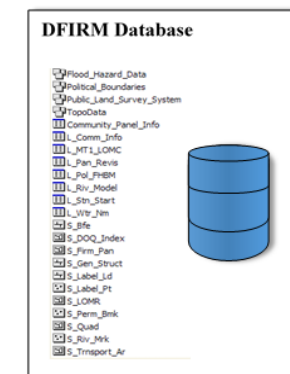 DFIRM Database
Flood_Hazard_Data
Political_Boundaries
Public_Land_Survey_System
TopoData
Community_Panel_Info
L_Comm_Info
L_MT1_LOMC
L_Pan_Revis
L_Pol_FHBM
L_Riv_Model
L_Stn_Start
L_Wtr_Nm
S_Bfe
S_DOQ_Index
S_Firm_Pan
S_Gen_Struct
S_Label_Ld
S_Label_Pt
S_LOMR
S_Perm_Bmk
S_Quad
S_Riv_Mrk
S_Trnsport_Ar